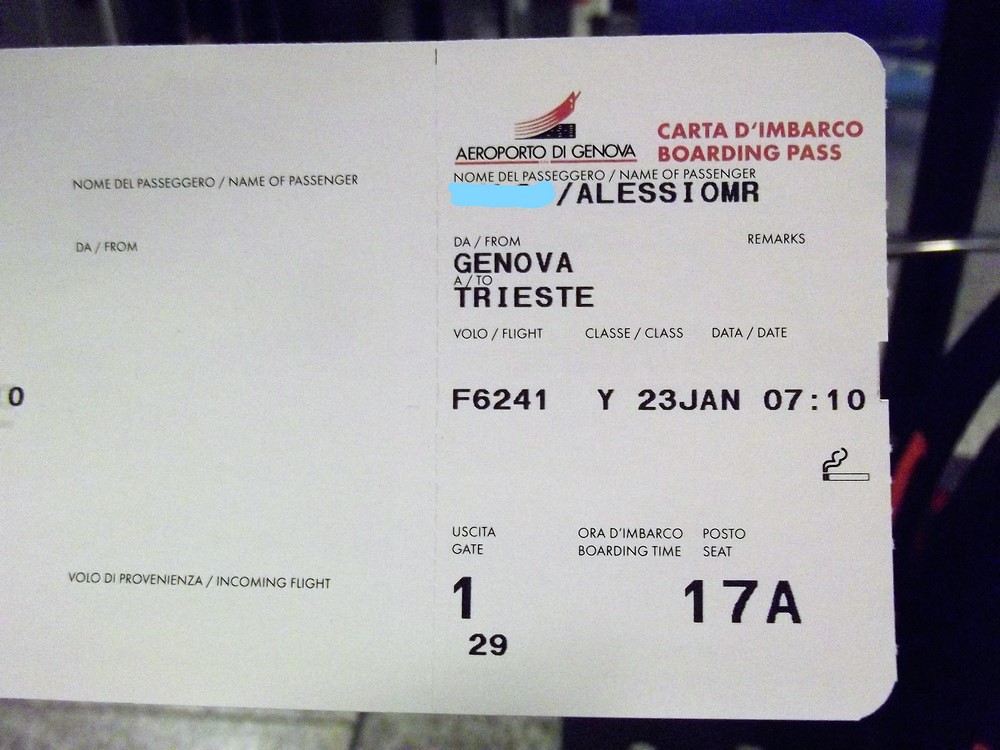 NOME DEL PASSEGGERO / NAME OF PASSENGER
DA / FROM
0
VOLO DI PROVENIENZA / INCOMING FLIGHT
AEROPORTO DI GENOVA
CARTA D'IMBARCO
BOARDING PASS
NOME DEL PASSEGGERO / NAME OF PASSENGER
/ALESSIOMR
DA / FROM REMARKS
GENOVA
A / TO
TRIESTE
VOLO / FLIGHT CLASSE / CLASS DATA / DATE
F6241 Y 23JAN 07:10
USCITA ORA D'IMBARCO POSTO
GATE BOARDING TIME SEAT
1 17A
29